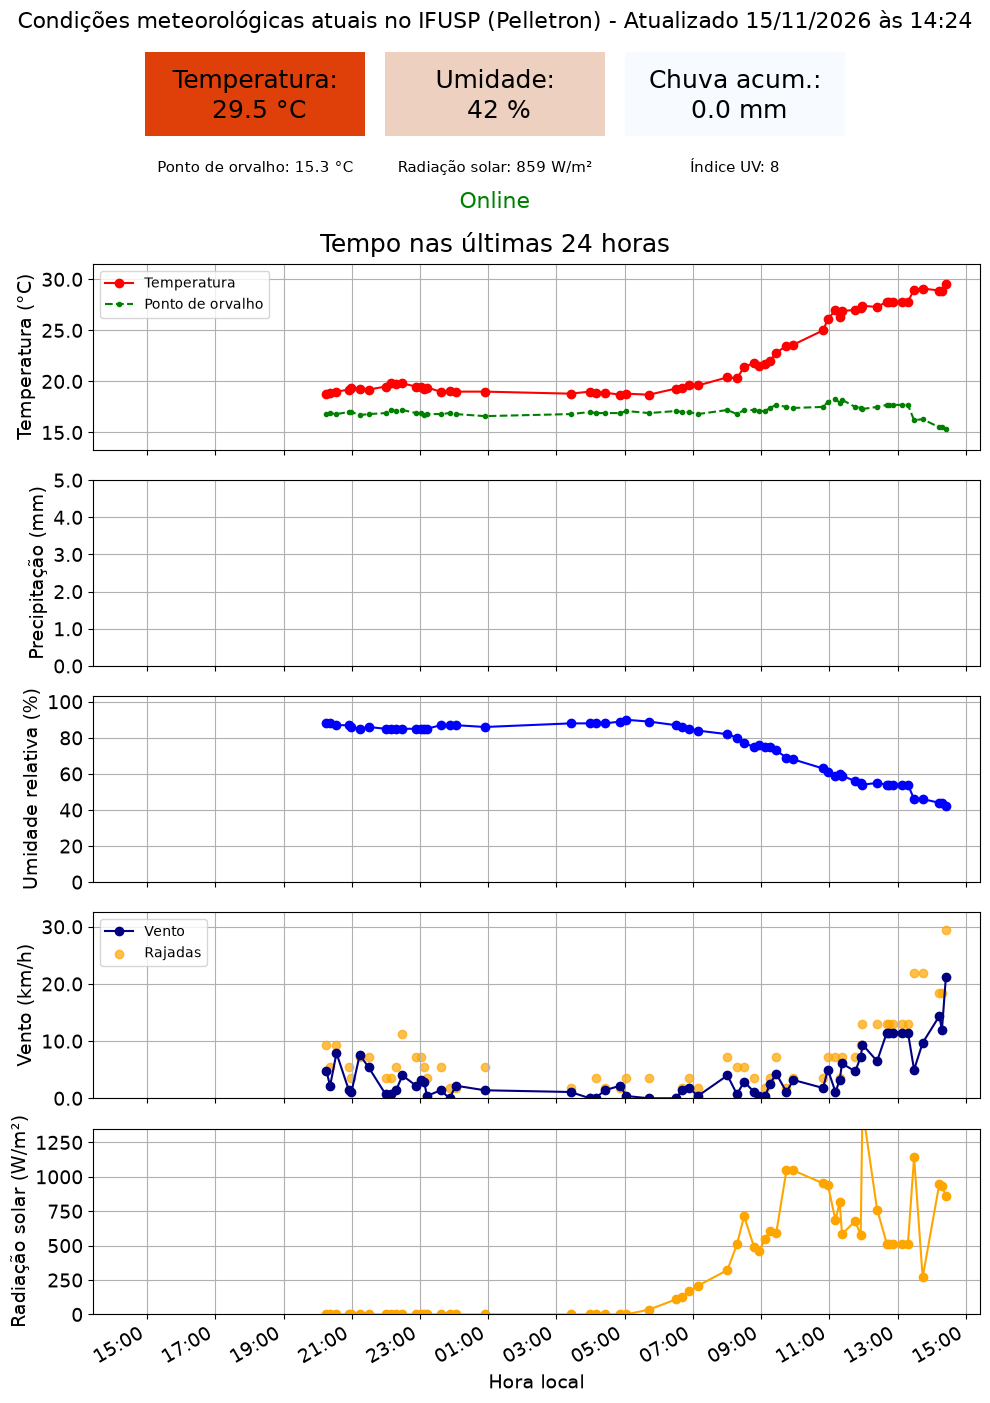 Condições meteorológicas atuais no IFUSP (Pelletron) - Atualizado 15/11/2026 às 14:24
Temperatura:
29.5 °C
Umidade:
42 %
Chuva acum.:
0.0 mm
Ponto de orvalho: 15.3 °C
Radiação solar: 859 W/m²
Índice UV: 8
Online
Tempo nas últimas 24 horas
Temperatura (°C)
30.0
25.0
20.0
15.0
Temperatura
Ponto de orvalho
Precipitação (mm)
5.0
4.0
3.0
2.0
1.0
0.0
Umidade relativa (%)
100
80
60
40
20
0
Vento (km/h)
30.0
20.0
10.0
0.0
Vento
Rajadas
Radiação solar (W/m²)
1250
1000
750
500
250
0
15:00
17:00
19:00
21:00
23:00
01:00
03:00
05:00
07:00
09:00
11:00
13:00
15:00
Hora local